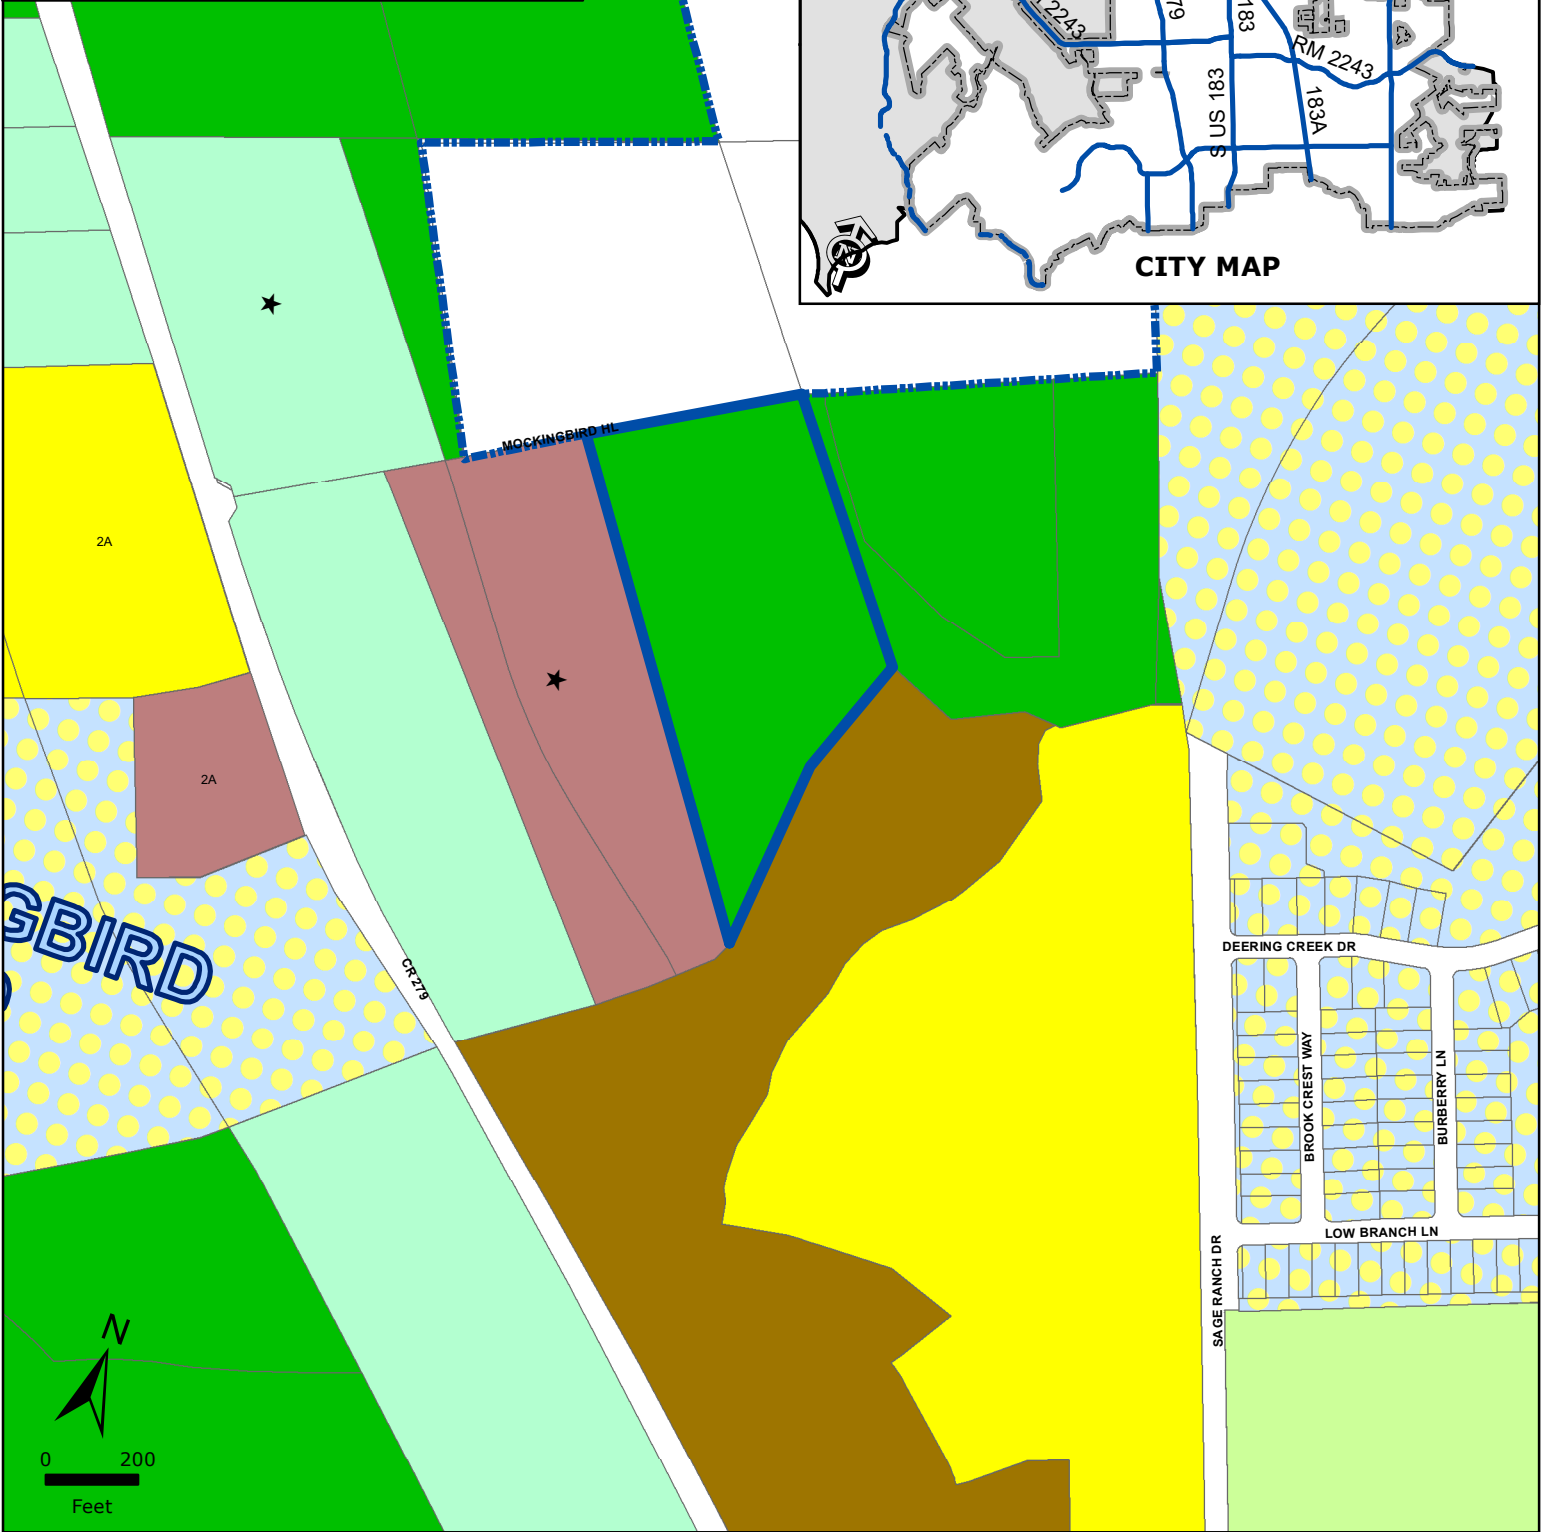 2243
79
183
RM 2243
S US 183
183A
CITY MAP
MOCKINGBIRD HL
2A
2A
GBIRD
CR 279
DEERING CREEK DR
BROOK CREST WAY
BURBERRY LN
LOW BRANCH LN
SAGE RANCH DR
N
0 200
Feet